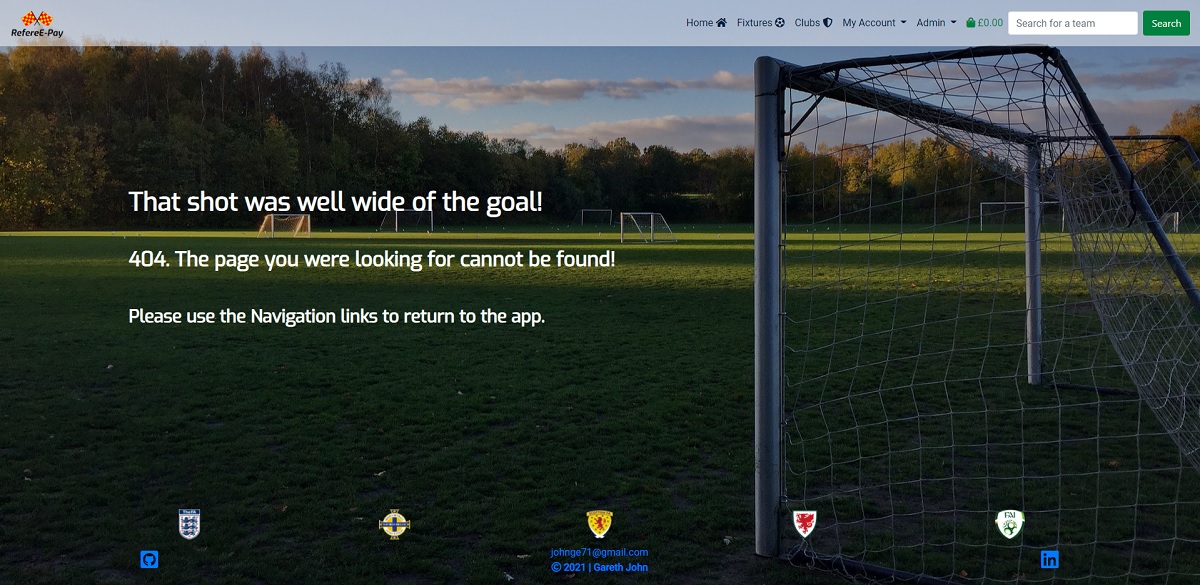 RefereE-Pay
Home Fixtures Clubs My Account Admin £0.00 Search for a team Search
That shot was well wide of the goal!
404. The page you were looking for cannot be found!
Please use the Navigation links to return to the app.
TheFA
FAI
johnge71@gmail.com
© 2021 | Gareth John